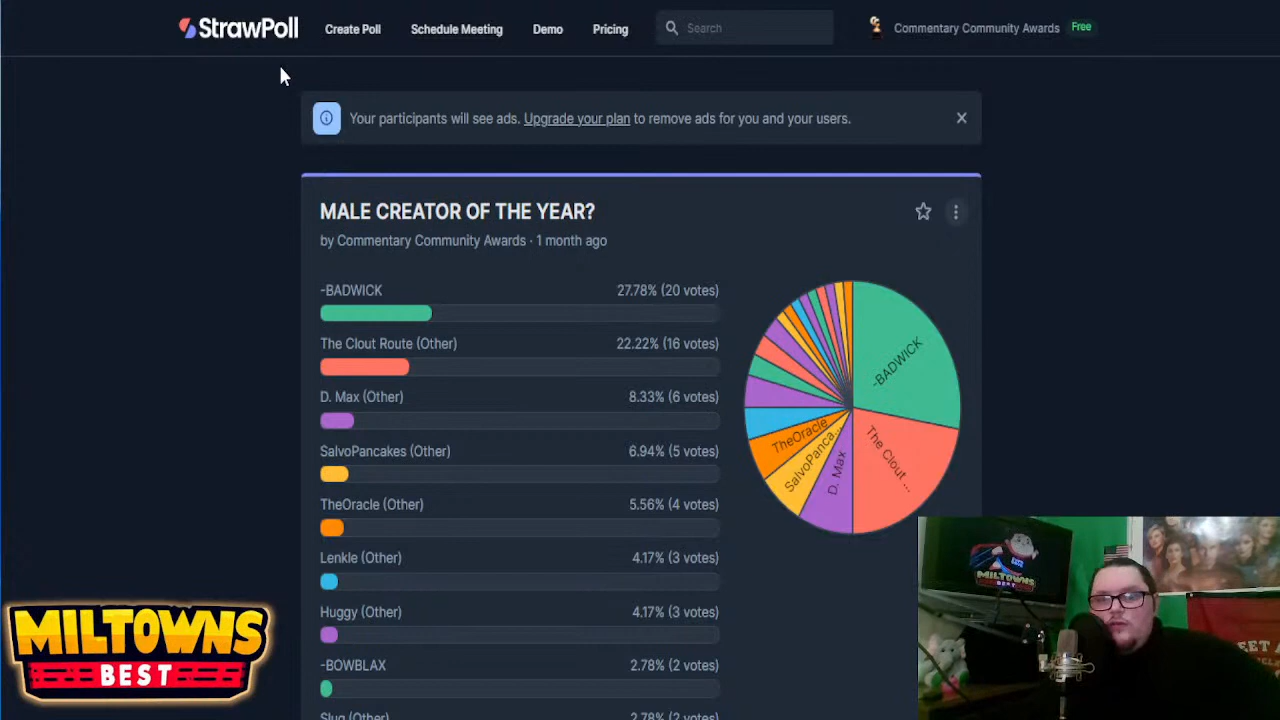 StrawPoll Create Poll Schedule Meeting Demo Pricing Search Commentary Community Awards Free
Your participants will see ads. Upgrade your plan to remove ads for you and your users.
MALE CREATOR OF THE YEAR?
by Commentary Community Awards · 1 month ago
-BADWICK 27.78% (20 votes)
The Clout Route (Other) 22.22% (16 votes)
D. Max (Other) 8.33% (6 votes)
SalvoPancakes (Other) 6.94% (5 votes)
TheOracle (Other) 5.56% (4 votes)
Lenkle (Other) 4.17% (3 votes)
Huggy (Other) 4.17% (3 votes)
-BOWBLAX 2.78% (2 votes)
Slug (Other) 2.78% (2 votes)
-BADWICK
The Clout ...
D. Max
SalvoPanca...
TheOracle
MILTOWNS
BEST
MILTOWNS
BEST